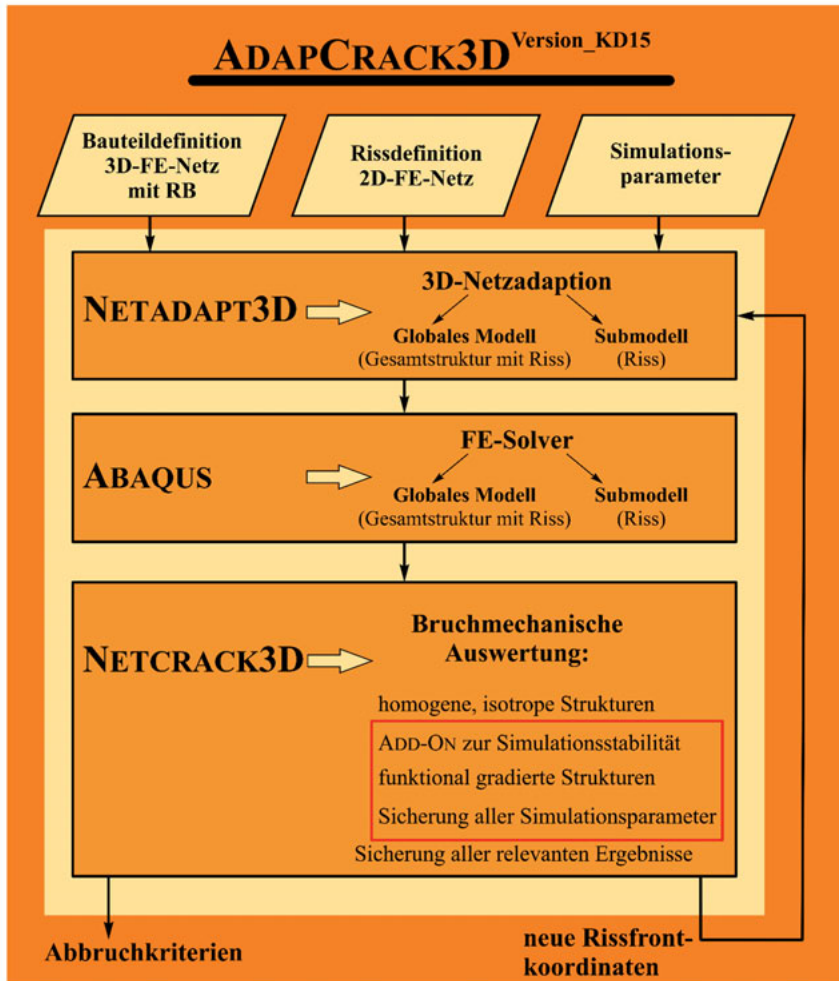 ADAPCRACK3D Version_KD15
Bauteildefinition
3D-FE-Netz
mit RB
Rissdefinition
2D-FE-Netz
Simulations-
parameter
NETADAPT3D
3D-Netzadaption
Globales Modell
(Gesamtstruktur mit Riss)
Submodell
(Riss)
ABAQUS
FE-Solver
Globales Modell
(Gesamtstruktur mit Riss)
Submodell
(Riss)
NETCRACK3D
Bruchmechanische
Auswertung:
homogene, isotrope Strukturen
ADD-ON zur Simulationsstabilität
funktional gradierte Strukturen
Sicherung aller Simulationsparameter
Sicherung aller relevanten Ergebnisse
Abbruchkriterien
neue Rissfront-
koordinaten